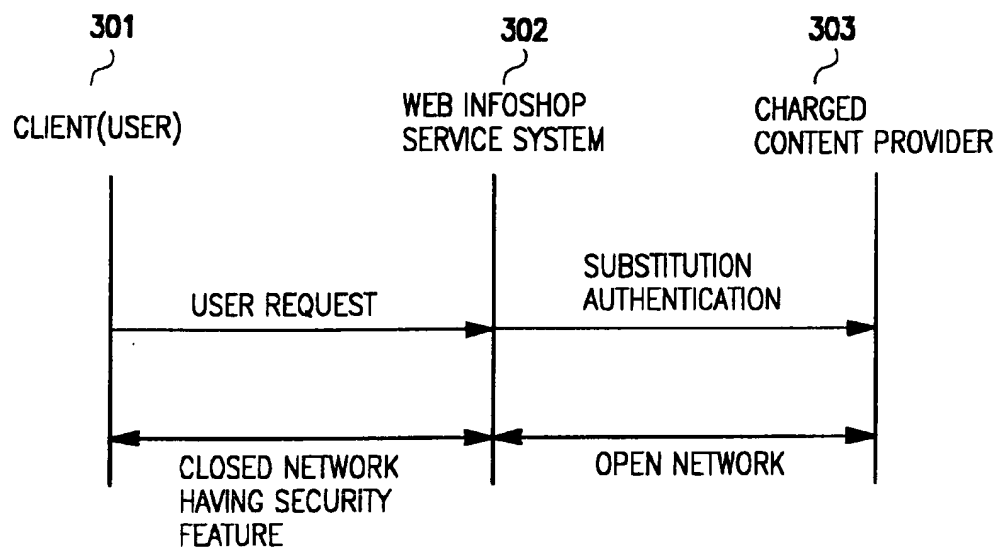 301
302
303
CLIENT(USER)
WEB INFOSHOP
SERVICE SYSTEM
CHARGED
CONTENT PROVIDER
USER REQUEST
SUBSTITUTION
AUTHENTICATION
CLOSED NETWORK
HAVING SECURITY
FEATURE
OPEN NETWORK